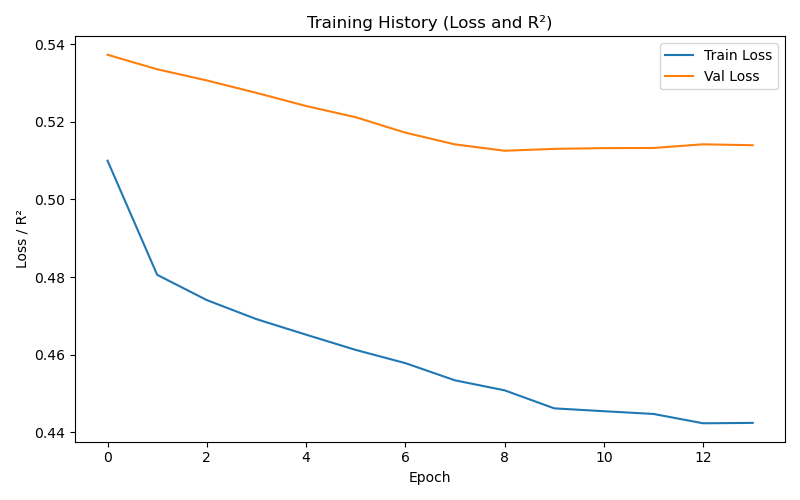 Training History (Loss and R²)
Train Loss
Val Loss
Loss / R²
0.54
0.52
0.50
0.48
0.46
0.44
0 2 4 6 8 10 12
Epoch